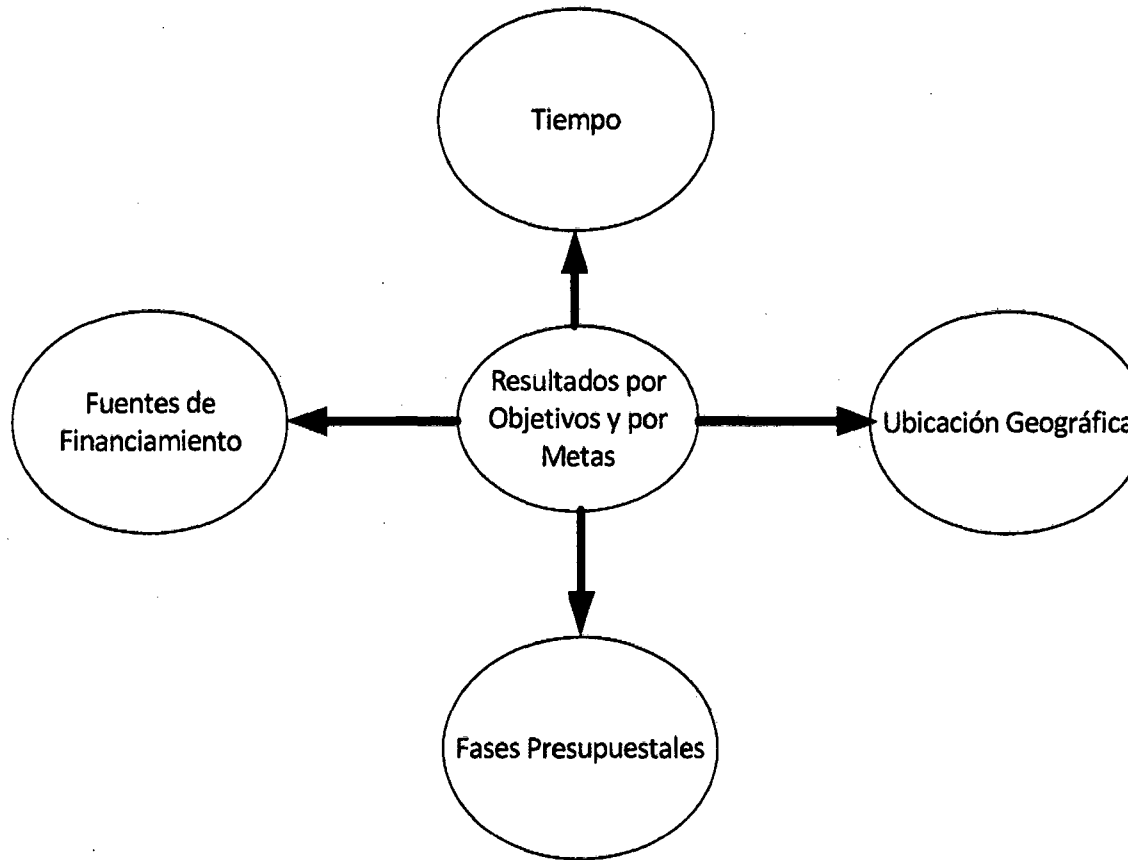 Tiempo
Fuentes de
Financiamiento
Resultados por
Objetivos y por
Metas
Ubicación Geográfica
Fases Presupuestales